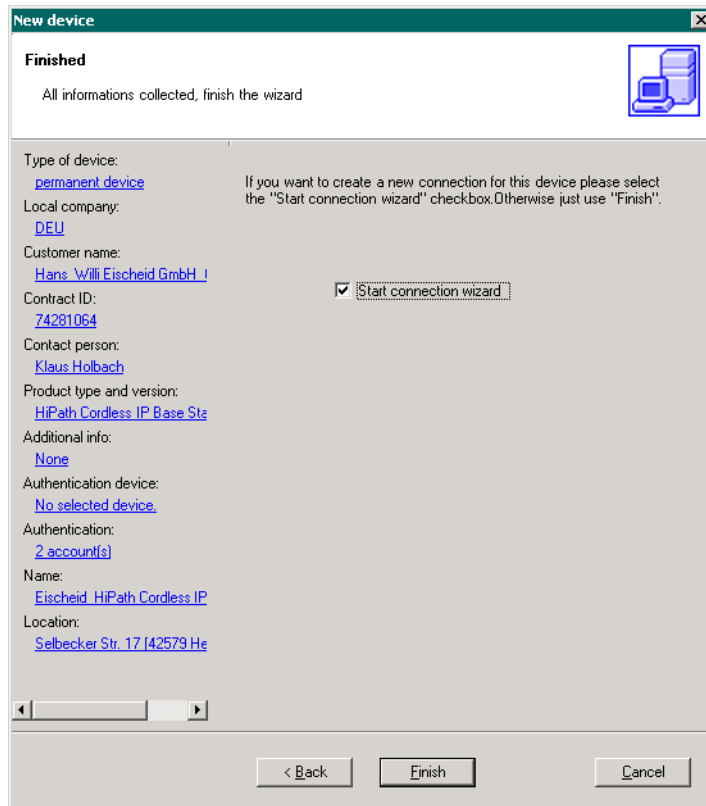 New device
Finished
All informations collected, finish the wizard
Type of device:
permanent device
Local company:
DEU
Customer name:
Hans Willi Eischeid GmbH
Contract ID:
74281064
Contact person:
Klaus Holbach
Product type and version:
HiPath Cordless IP Base Sta
Additional info:
None
Authentication device:
No selected device.
Authentication:
2 account(s)
Name:
Eischeid HiPath Cordless IP
Location:
Selbecker Str. 17 [42579 He
If you want to create a new connection for this device please select
the "Start connection wizard" checkbox.Otherwise just use "Finish".
Start connection wizard
< Back
Finish
Cancel